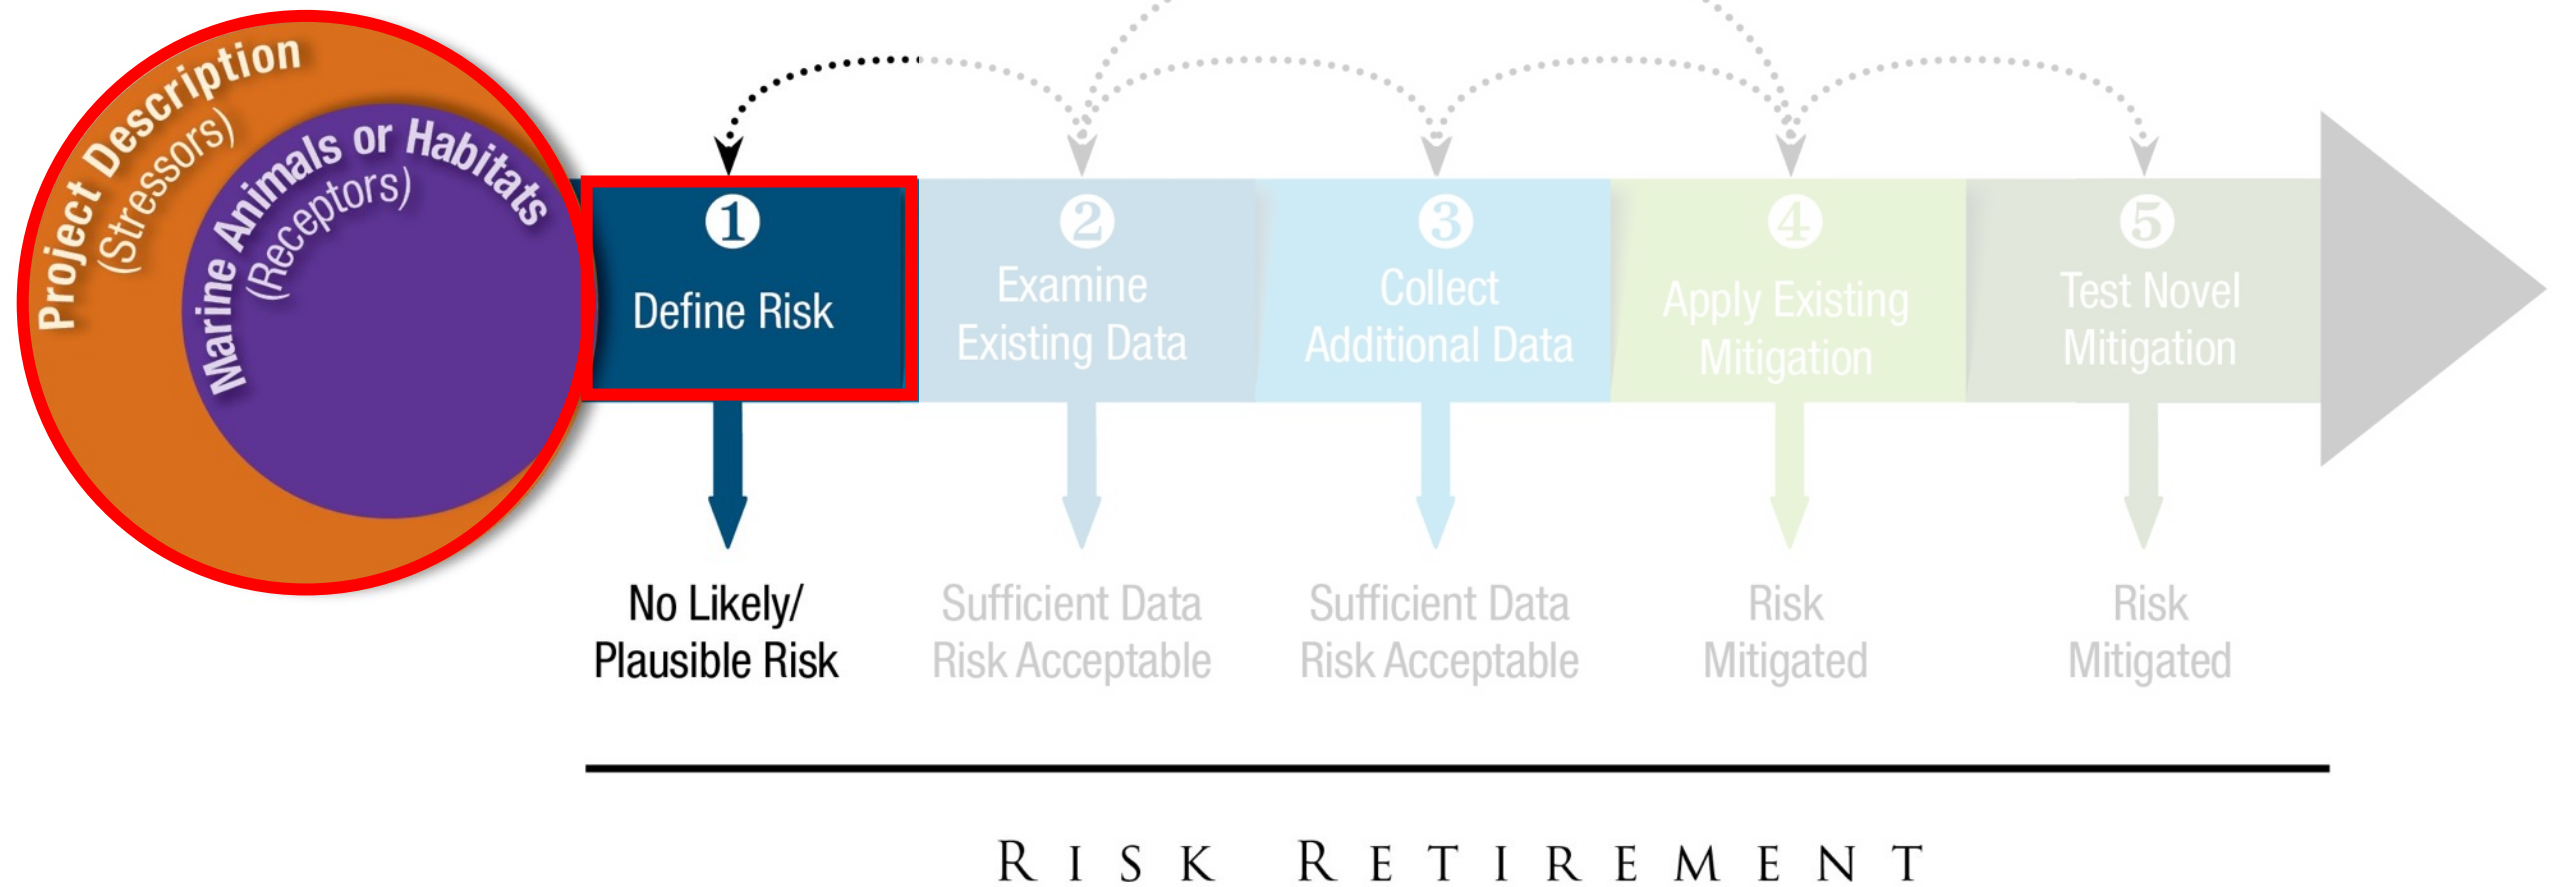 Project Description
(Stressors)
Marine Animals or Habitats
(Receptors)
1
Define Risk
2
Examine
Existing Data
3
Collect
Additional Data
4
Apply Existing
Mitigation
5
Test Novel
Mitigation
No Likely/
Plausible Risk
Sufficient Data
Risk Acceptable
Sufficient Data
Risk Acceptable
Risk
Mitigated
Risk
Mitigated
RISK RETIREMENT